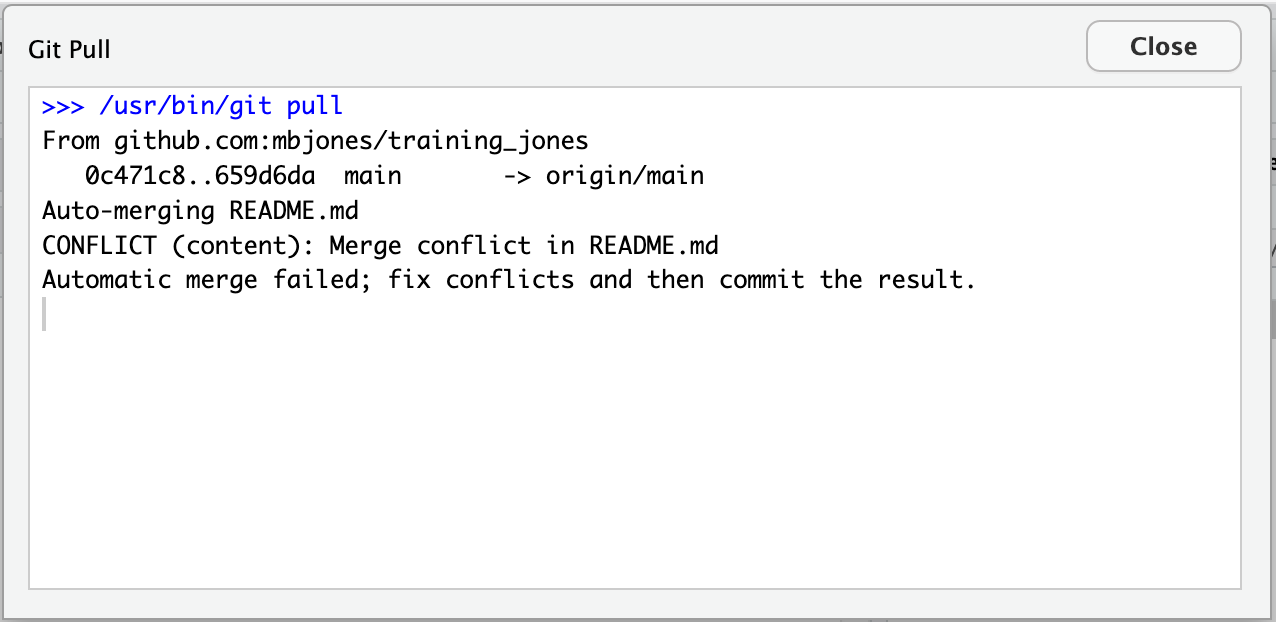 Git Pull
Close
>>> /usr/bin/git pull
From github.com:mbjones/training_jones
   0c471c8..659d6da  main       -> origin/main
Auto-merging README.md
CONFLICT (content): Merge conflict in README.md
Automatic merge failed; fix conflicts and then commit the result.